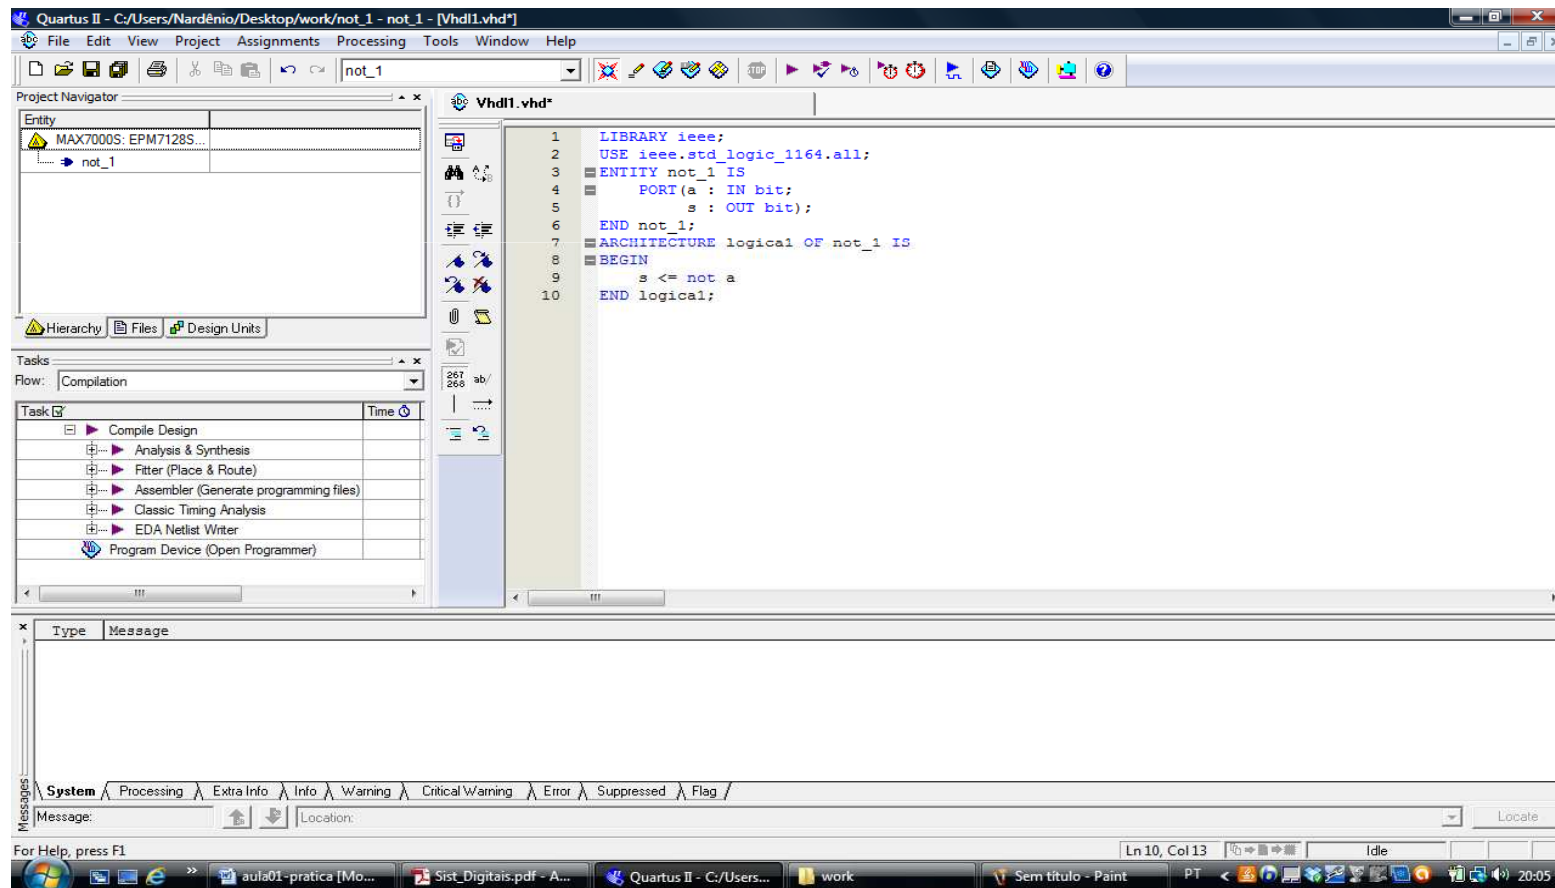 Quartus II - C:/Users/Nardênio/Desktop/work/not_1 - not_1 - [Vhdl1.vhd*]
File Edit View Project Assignments Processing Tools Window Help
not_1
Project Navigator
Entity
MAX7000S: EPM7128S...
not_1
Hierarchy Files Design Units
Tasks
Flow: Compilation
Task Time
Compile Design
Analysis & Synthesis
Fitter (Place & Route)
Assembler (Generate programming files)
Classic Timing Analysis
EDA Netlist Writer
Program Device (Open Programmer)
Vhdl1.vhd*
267
268 ab/
1 LIBRARY ieee;
2 USE ieee.std_logic_1164.all;
3 ENTITY not_1 IS
4 PORT(a : IN bit;
5 s : OUT bit);
6 END not_1;
7 ARCHITECTURE logica1 OF not_1 IS
8 BEGIN
9 s <= not a
10 END logica1;
Type Message
System Processing Extra Info Info Warning Critical Warning Error Suppressed Flag
Messages
Message: Location: Locate
For Help, press F1 Ln 10, Col 13 Idle
aula01-pratica [Mo... Sist_Digitais.pdf - A... Quartus II - C:/Users... work Sem título - Paint PT 20:05